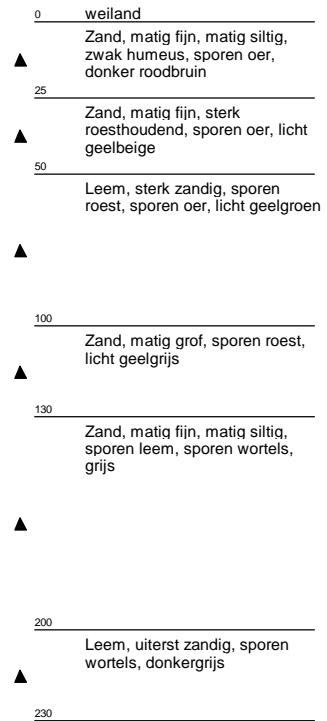 0 weiland
Zand, matig fijn, matig siltig,
zwak humeus, sporen oer,
donker roodbruin
25
Zand, matig fijn, sterk
roesthoudend, sporen oer, licht
geelbeige
50
Leem, sterk zandig, sporen
roest, sporen oer, licht geelgroen
100
Zand, matig grof, sporen roest,
licht geelgrijs
130
Zand, matig fijn, matig siltig,
sporen leem, sporen wortels,
grijs
200
Leem, uiterst zandig, sporen
wortels, donkergrijs
230